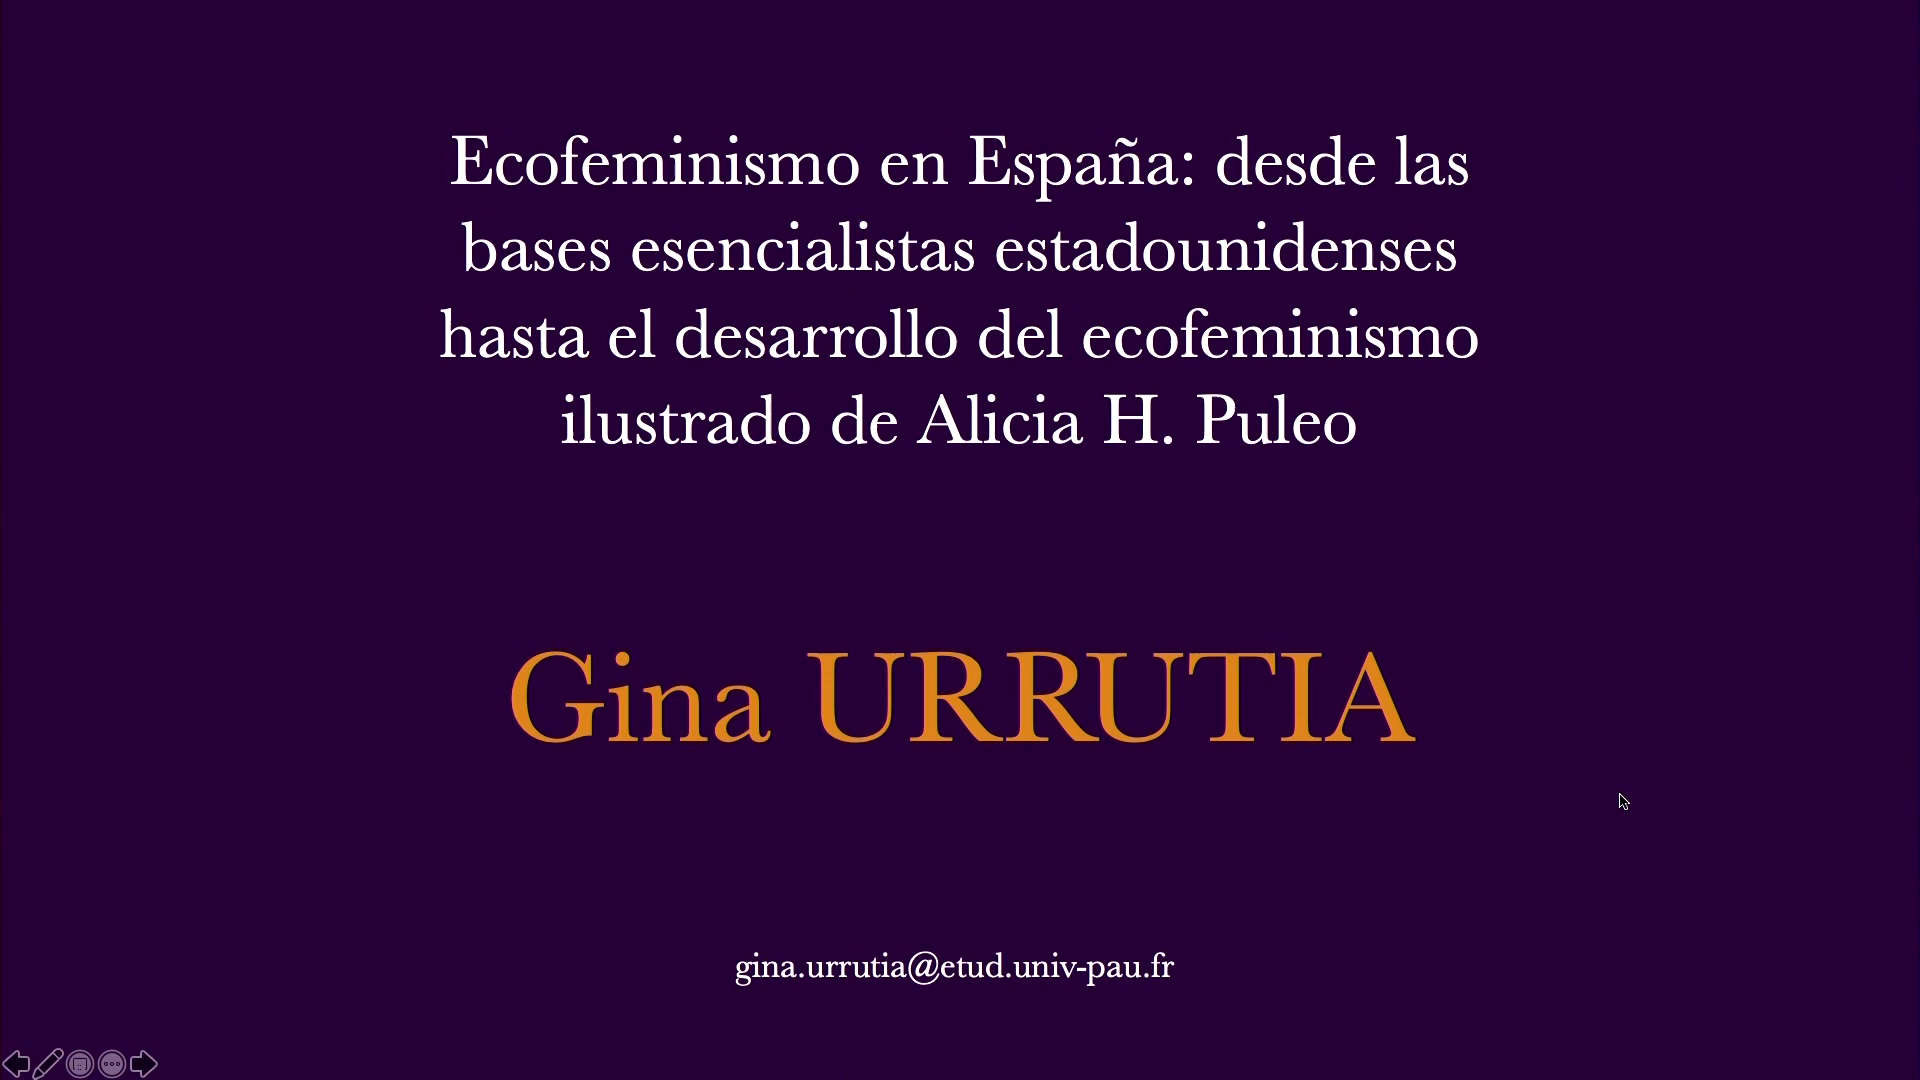 Ecofeminismo en España: desde las
bases esencialistas estadounidenses
hasta el desarrollo del ecofeminismo
ilustrado de Alicia H. Puleo
Gina URRUTIA
gina.urrutia@etud.univ-pau.fr